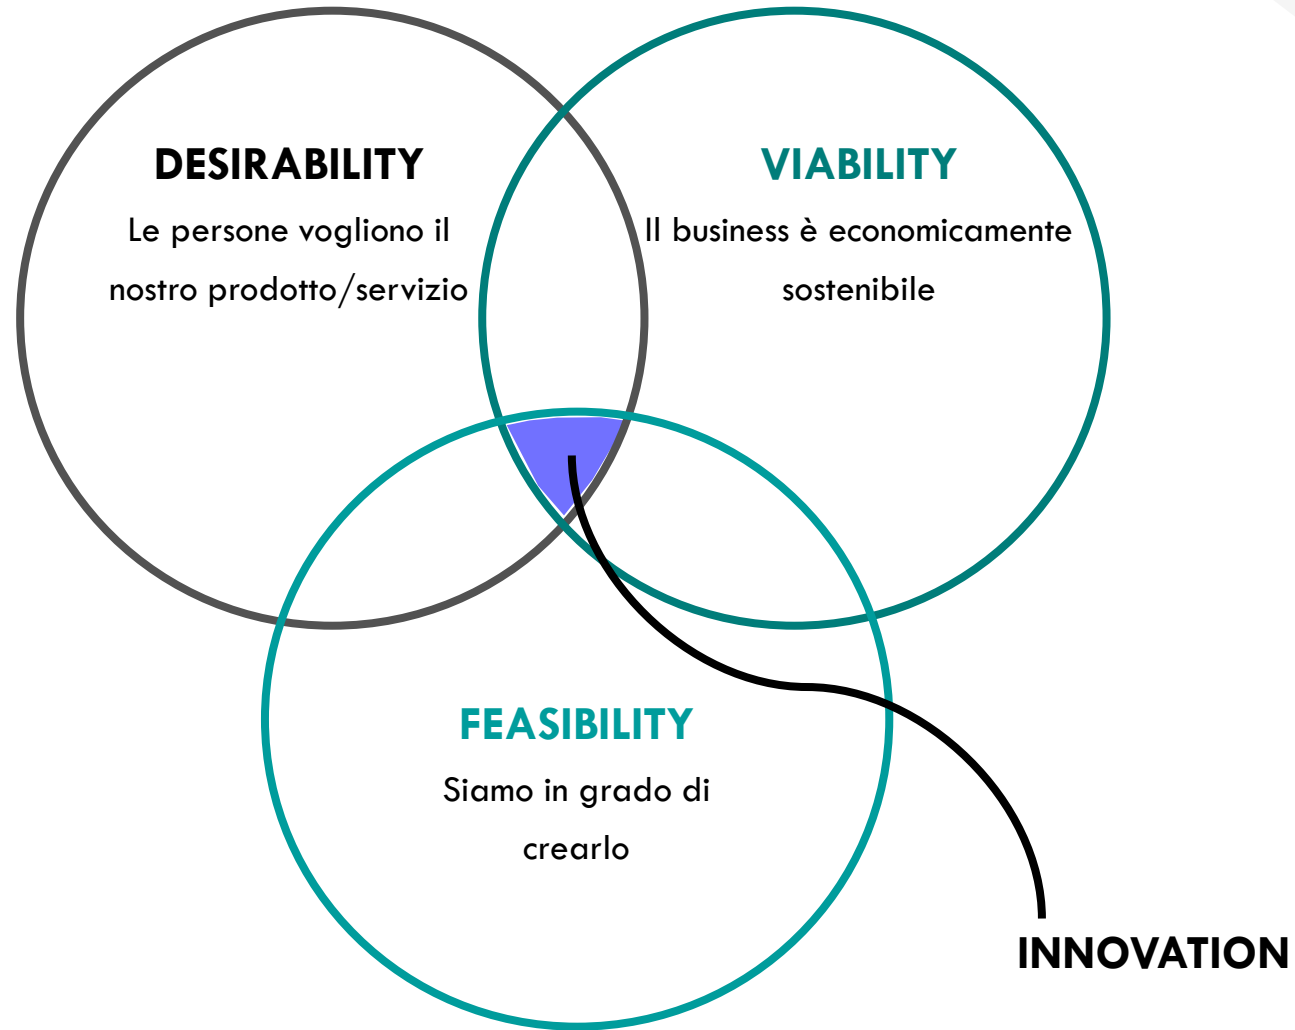 DESIRABILITY
Le persone vogliono il
nostro prodotto/servizio
VIABILITY
Il business è economicamente
sostenibile
FEASIBILITY
Siamo in grado di
crearlo
INNOVATION